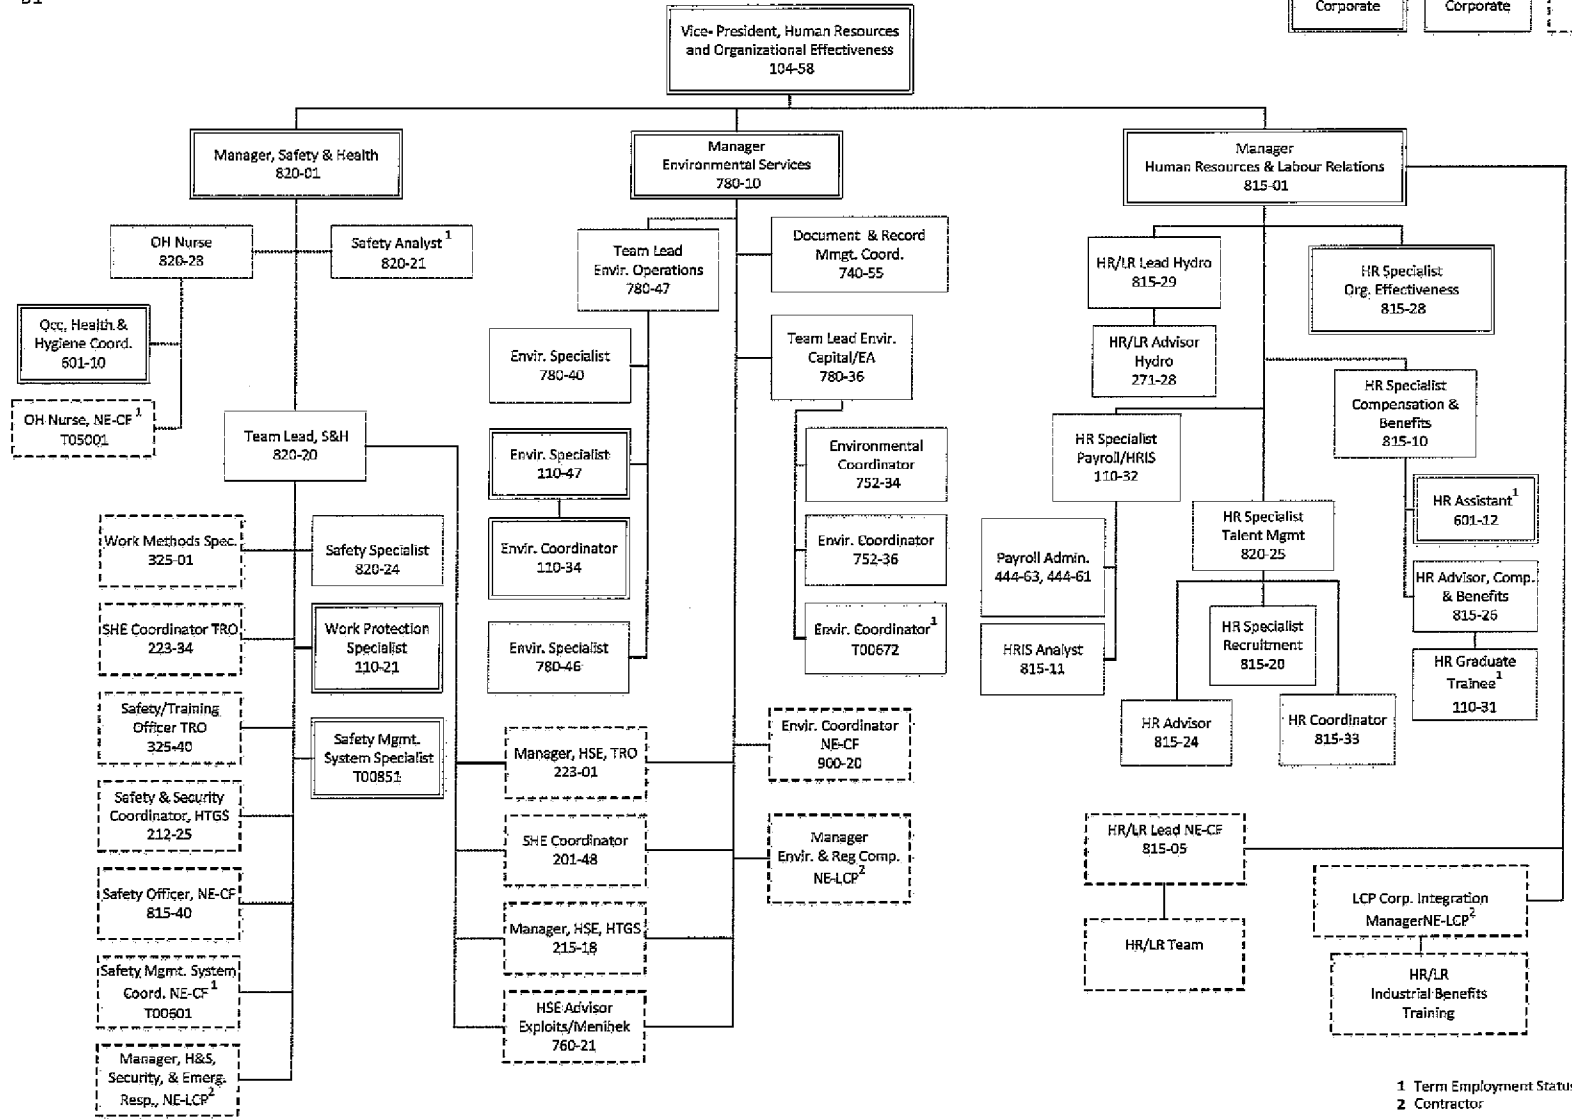 Corporate
Corporate
Vice- President, Human Resources
and Organizational Effectiveness
104-58
Manager, Safety & Health
820-01
Manager
Environmental Services
780-10
Manager
Human Resources & Labour Relations
815-01
OH Nurse
820-23
Safety Analyst 1
820-21
Occ, Health &
Hygiene Coord.
601-10
OH Nurse, NE-CF 1
T05001
Team Lead, S&H
820-20
Work Methods Spec.
325-01
Safety Specialist
820-24
SHE Coordinator TRO
223-34
Work Protection
Specialist
110-21
Safety/Training
Officer TRO
325-40
Safety Mgmt.
System Specialist
T00851
Safety & Security
Coordinator, HTGS
212-25
Safety Officer, NE-CF
815-40
Safety Mgmt. System
Coord. NE-CF 1
T00601
Manager, H&S,
Security, & Emerg.
Resp., NE-LCP 2
Team Lead
Envir. Operations
780-47
Document & Record
Mmgt. Coord.
740-55
Envir. Specialist
780-40
Team Lead Envir.
Capital/EA
780-36
Envir. Specialist
110-47
Environmental
Coordinator
752-34
Envir. Coordinator
110-34
Envir. Coordinator
752-36
Envir. Specialist
780-46
Envir. Coordinator 1
T00672
Manager, HSE, TRO
223-01
Envir. Coordinator
NE-CF
900-20
SHE Coordinator
201-48
Manager
Envir. & Reg Comp.
NE-LCP 2
Manager, HSE, HTGS
215-18
HSE Advisor
Exploits/Menihek
760-21
HR/LR Lead Hydro
815-29
HR Specialist
Org. Effectiveness
815-28
HR/LR Advisor
Hydro
271-28
HR Specialist
Compensation &
Benefits
815-10
HR Specialist
Payroll/HRIS
110-32
HR Assistant 1
601-12
HR Specialist
Talent Mgmt
820-25
Payroll Admin.
444-63, 444-61
HR Advisor, Comp.
& Benefits
815-26
HRIS Analyst
815-11
HR Specialist
Recruitment
815-20
HR Graduate
Trainee 1
110-31
HR Advisor
815-24
HR Coordinator
815-33
HR/LR Lead NE-CF
815-05
LCP Corp. Integration
ManagerNE-LCP 2
HR/LR Team
HR/LR
Industrial Benefits
Training
1 Term Employment Status
2 Contractor